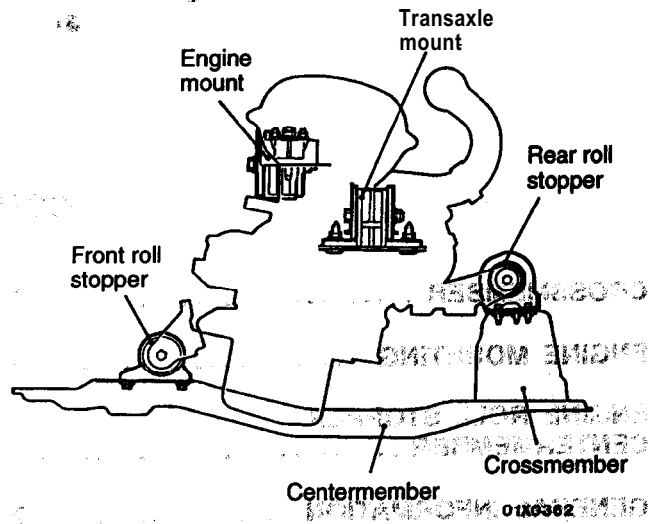 Transaxle
mount
Engine
mount
Rear roll
stopper
Front roll
stopper
Crossmember
Centermember
01X0362